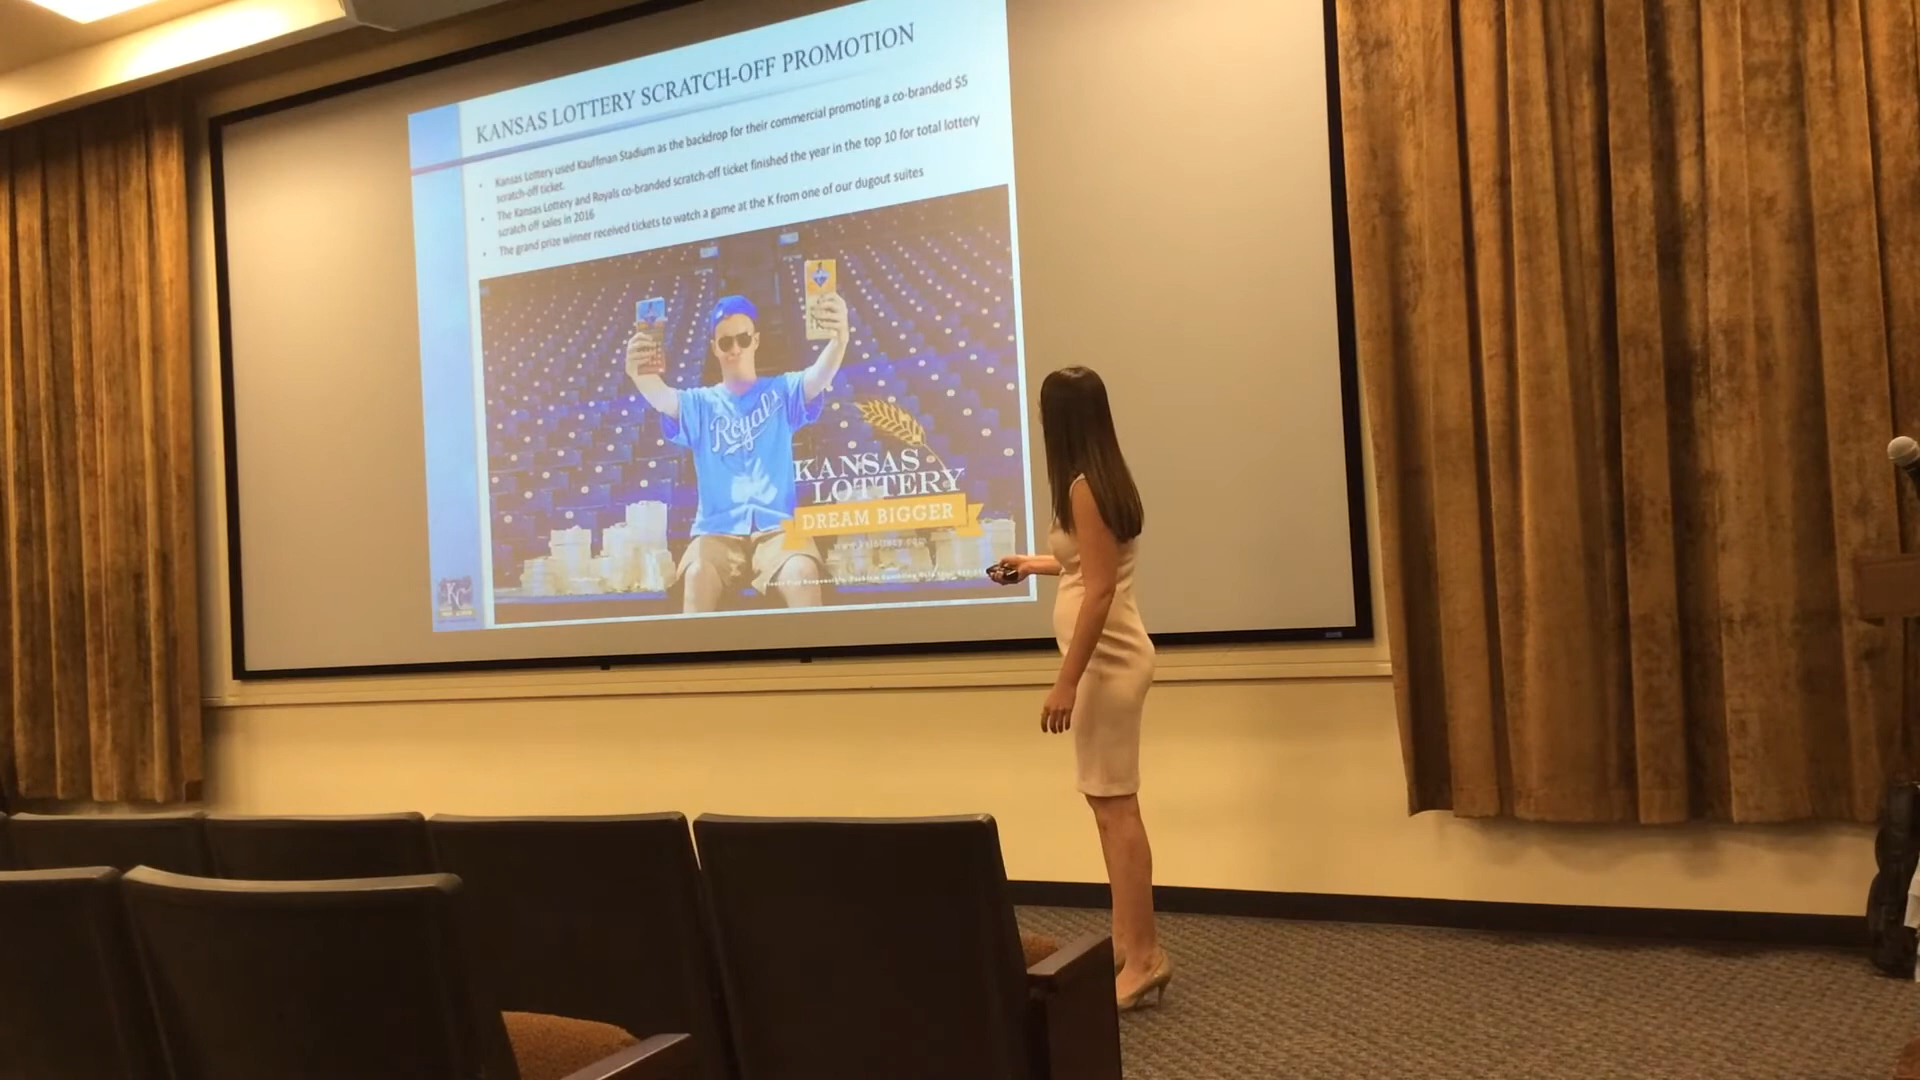 KANSAS LOTTERY SCRATCH-OFF PROMOTION
• Kansas Lottery used Kauffman Stadium as the backdrop for their commercial promoting a co-branded $5
scratch-off ticket.
• The Kansas Lottery and Royals co-branded scratch-off ticket finished the year in the top 10 for total lottery
scratch off sales in 2016
• The grand prize winner received tickets to watch a game at the K from one of our dugout suites
Royals
KANSAS
LOTTERY
DREAM BIGGER
www.kslottery.com
KC